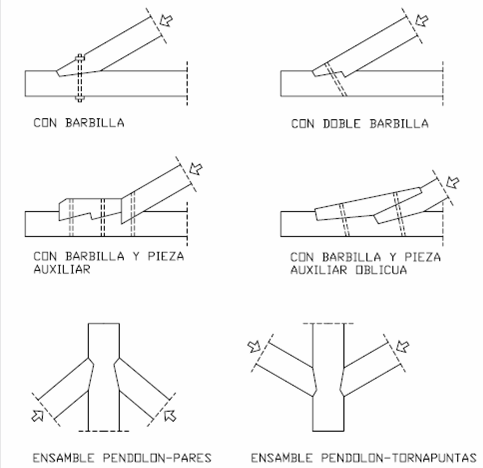 CON BARBILLA
CON DOBLE BARBILLA
CON BARBILLA Y PIEZA
AUXILIAR
CON BARBILLA Y PIEZA
AUXILIAR OBLICUA
ENSAMBLE PENDOLON-PARES
ENSAMBLE PENDOLON-TORNAPUNTAS